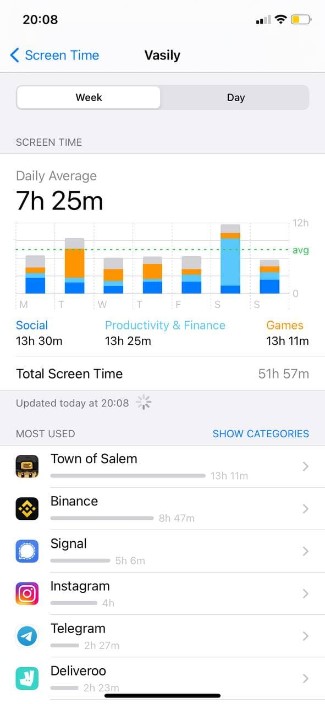 20:08
Screen Time
Vasily
Week Day
SCREEN TIME
Daily Average
7h 25m
12h
avg
0
M T W T F S S
Social Productivity & Finance Games
13h 30m 13h 25m 13h 11m
Total Screen Time 51h 57m
Updated today at 20:08
MOST USED SHOW CATEGORIES
Town of Salem
13h 11m
Binance
8h 47m
Signal
5h 6m
Instagram
4h
Telegram
2h 27m
Deliveroo
2h 23m